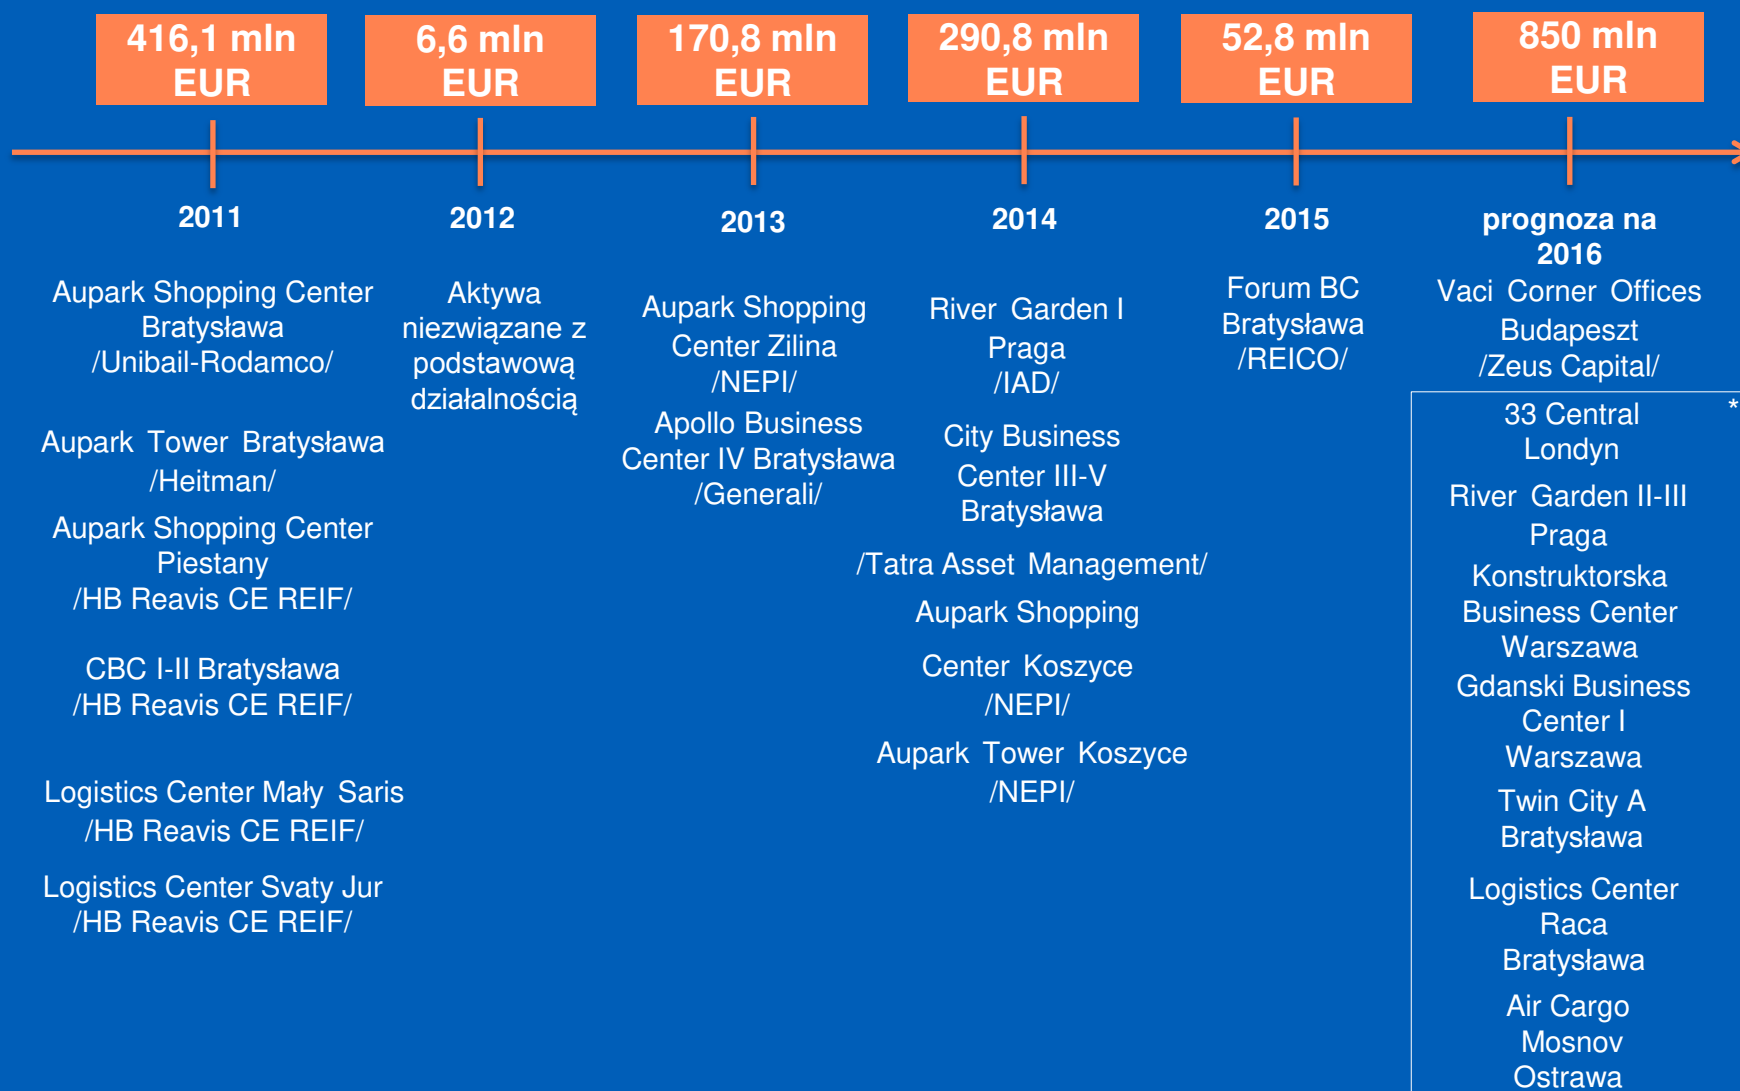 416,1 mln
EUR
6,6 mln
EUR
170,8 mln
EUR
290,8 mln
EUR
52,8 mln
EUR
850 mln
EUR
2011
Aupark Shopping Center
Bratysława
/Unibail-Rodamco/
Aupark Tower Bratysława
/Heitman/
Aupark Shopping Center
Piestany
/HB Reavis CE REIF/
CBC I-II Bratysława
/HB Reavis CE REIF/
Logistics Center Mały Saris
/HB Reavis CE REIF/
Logistics Center Svaty Jur
/HB Reavis CE REIF/
2012
Aktywa
niezwiązane z
podstawową
działalnością
2013
Aupark Shopping
Center Zilina
/NEPI/
Apollo Business
Center IV Bratysława
/Generali/
2014
River Garden I
Praga
/IAD/
City Business
Center III-V
Bratysława
/Tatra Asset Management/
Aupark Shopping
Center Koszyce
/NEPI/
Aupark Tower Koszyce
/NEPI/
2015
Forum BC
Bratysława
/REICO/
prognoza na
2016
Vaci Corner Offices
Budapeszt
/Zeus Capital/
33 Central *
Londyn
River Garden II-III
Praga
Konstruktorska
Business Center
Warszawa
Gdanski Business
Center I
Warszawa
Twin City A
Bratysława
Logistics Center
Raca
Bratysława
Air Cargo
Mosnov
Ostrawa